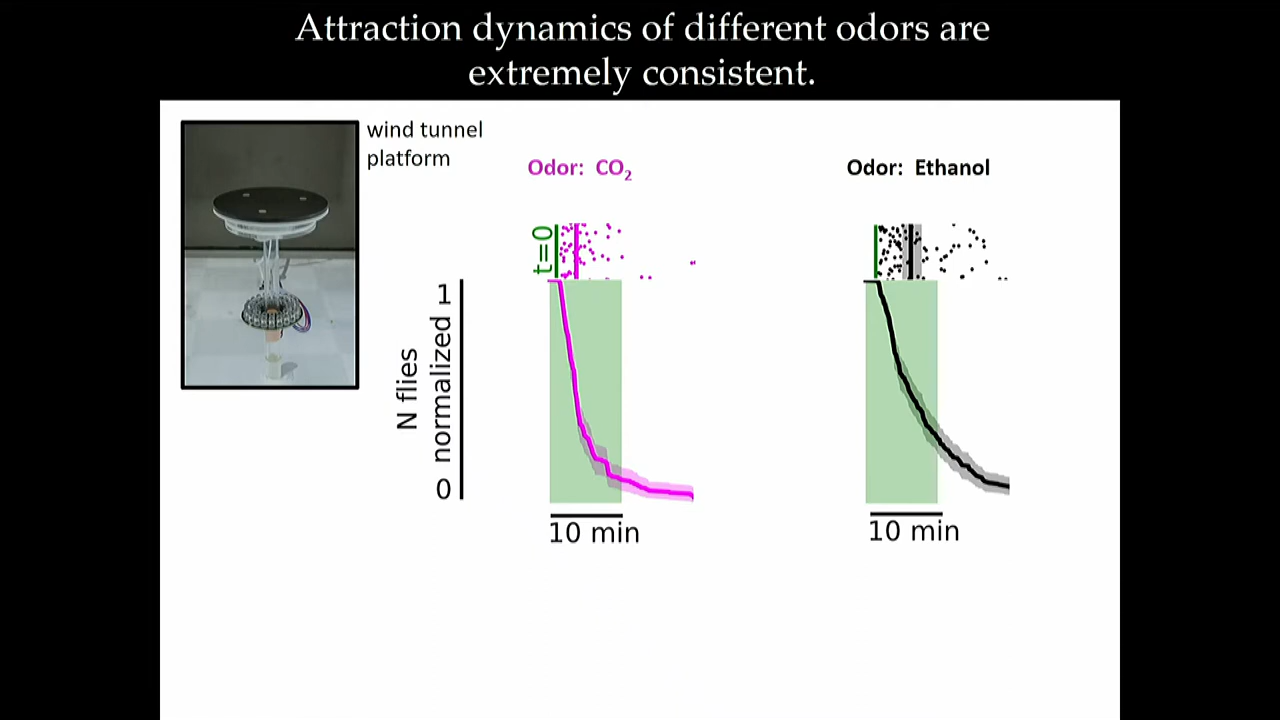 Attraction dynamics of different odors are
extremely consistent.
wind tunnel
platform
Odor: CO₂
Odor: Ethanol
t=0
N flies
normalized
1
0
10 min
10 min